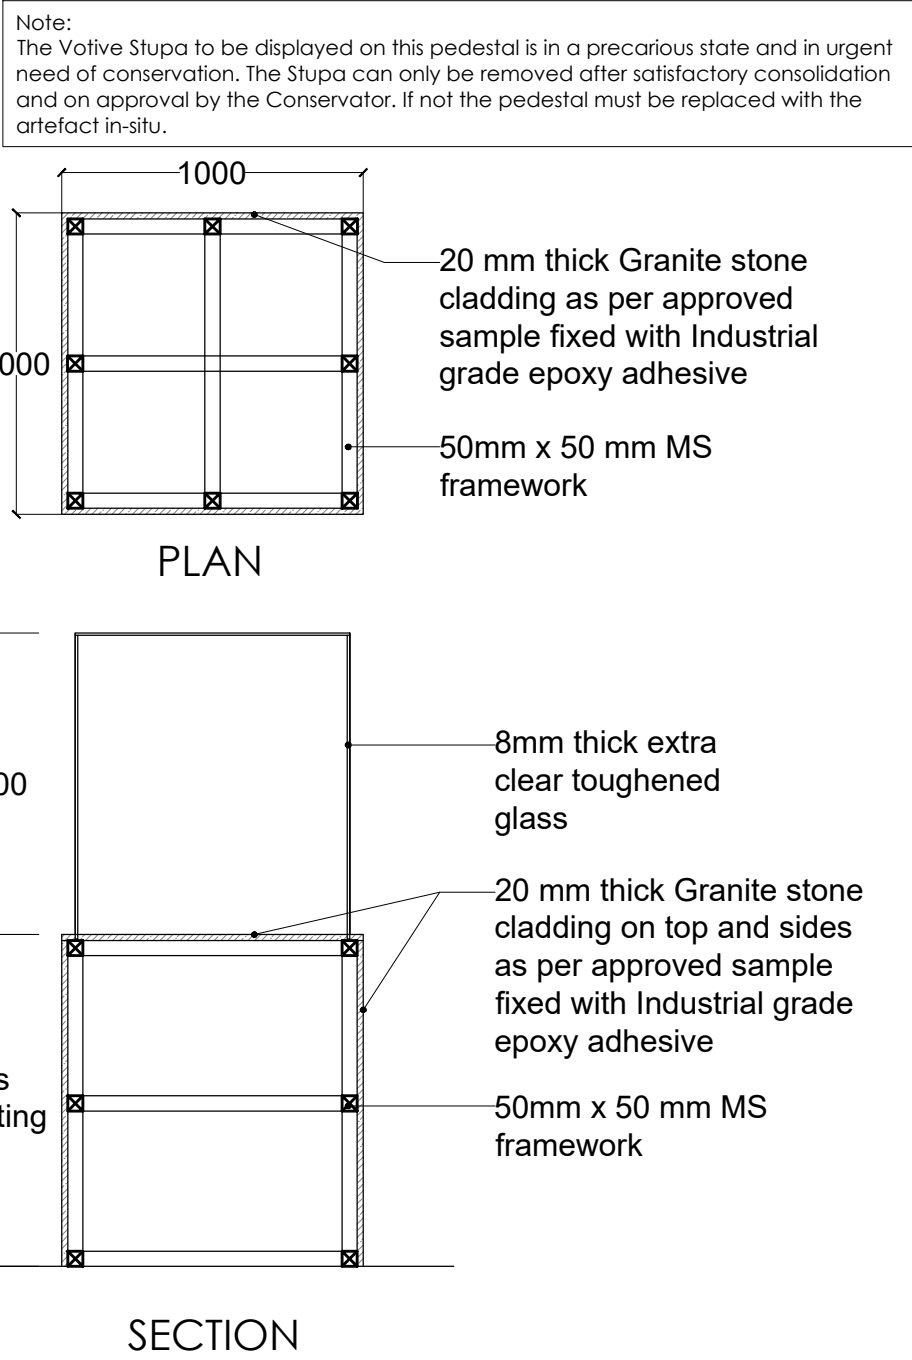 Note:
The Votive Stupa to be displayed on this pedestal is in a precarious state and in urgent
need of conservation. The Stupa can only be removed after satisfactory consolidation
and on approval by the Conservator. If not the pedestal must be replaced with the
artefact in-situ.
1000
20 mm thick Granite stone
cladding as per approved
sample fixed with Industrial
grade epoxy adhesive
000
50mm x 50 mm MS
framework
PLAN
8mm thick extra
clear toughened
glass
00
20 mm thick Granite stone
cladding on top and sides
as per approved sample
fixed with Industrial grade
epoxy adhesive
s
ting
50mm x 50 mm MS
framework
SECTION